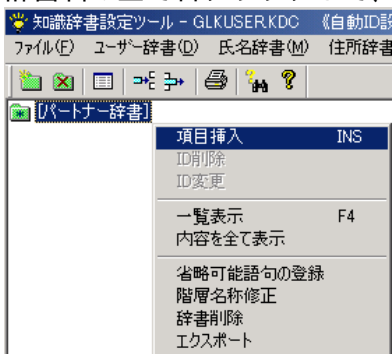 知識辞書設定ツール - GLKUSER.KDC 《自動ID設
ファイル(F) ユーザー辞書(D) 氏名辞書(M) 住所辞書
[パートナー辞書]
項目挿入 INS
ID削除
ID変更
一覧表示 F4
内容を全て表示
省略可能語句の登録
階層名称修正
辞書削除
エクスポート